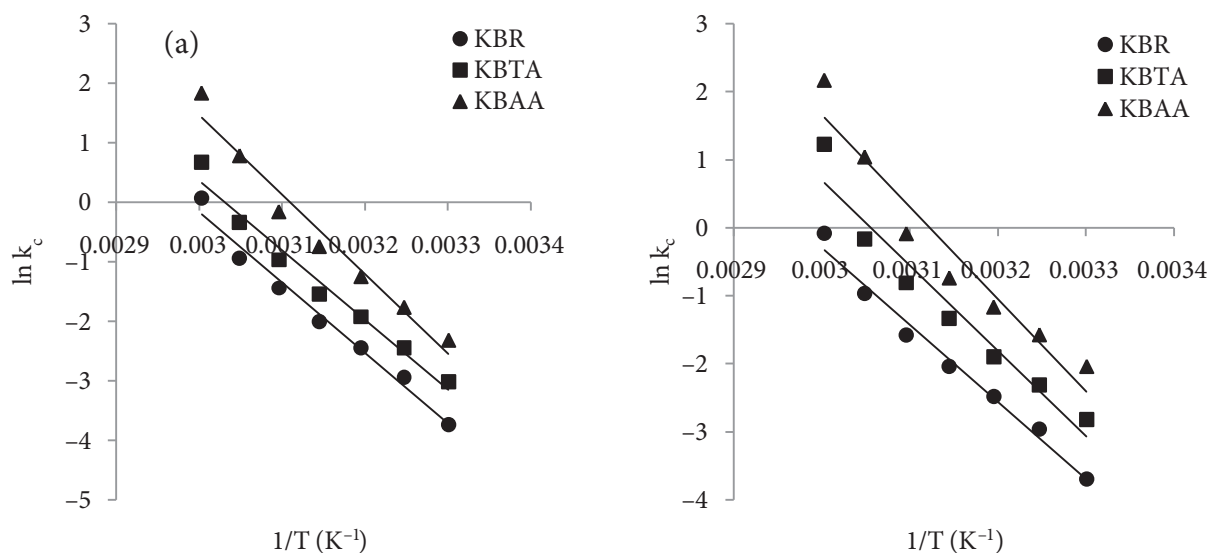 (a)
KBR
KBTA
KBAA
3
2
1
0
–1
–2
–3
–4
–5
0.0029
0.003
0.0031
0.0032
0.0033
0.0034
ln k_c
1/T (K⁻¹)
KBR
KBTA
KBAA
3
2
1
0
–1
–2
–3
–4
0.0029
0.003
0.0031
0.0032
0.0033
0.0034
ln k_c
1/T (K⁻¹)